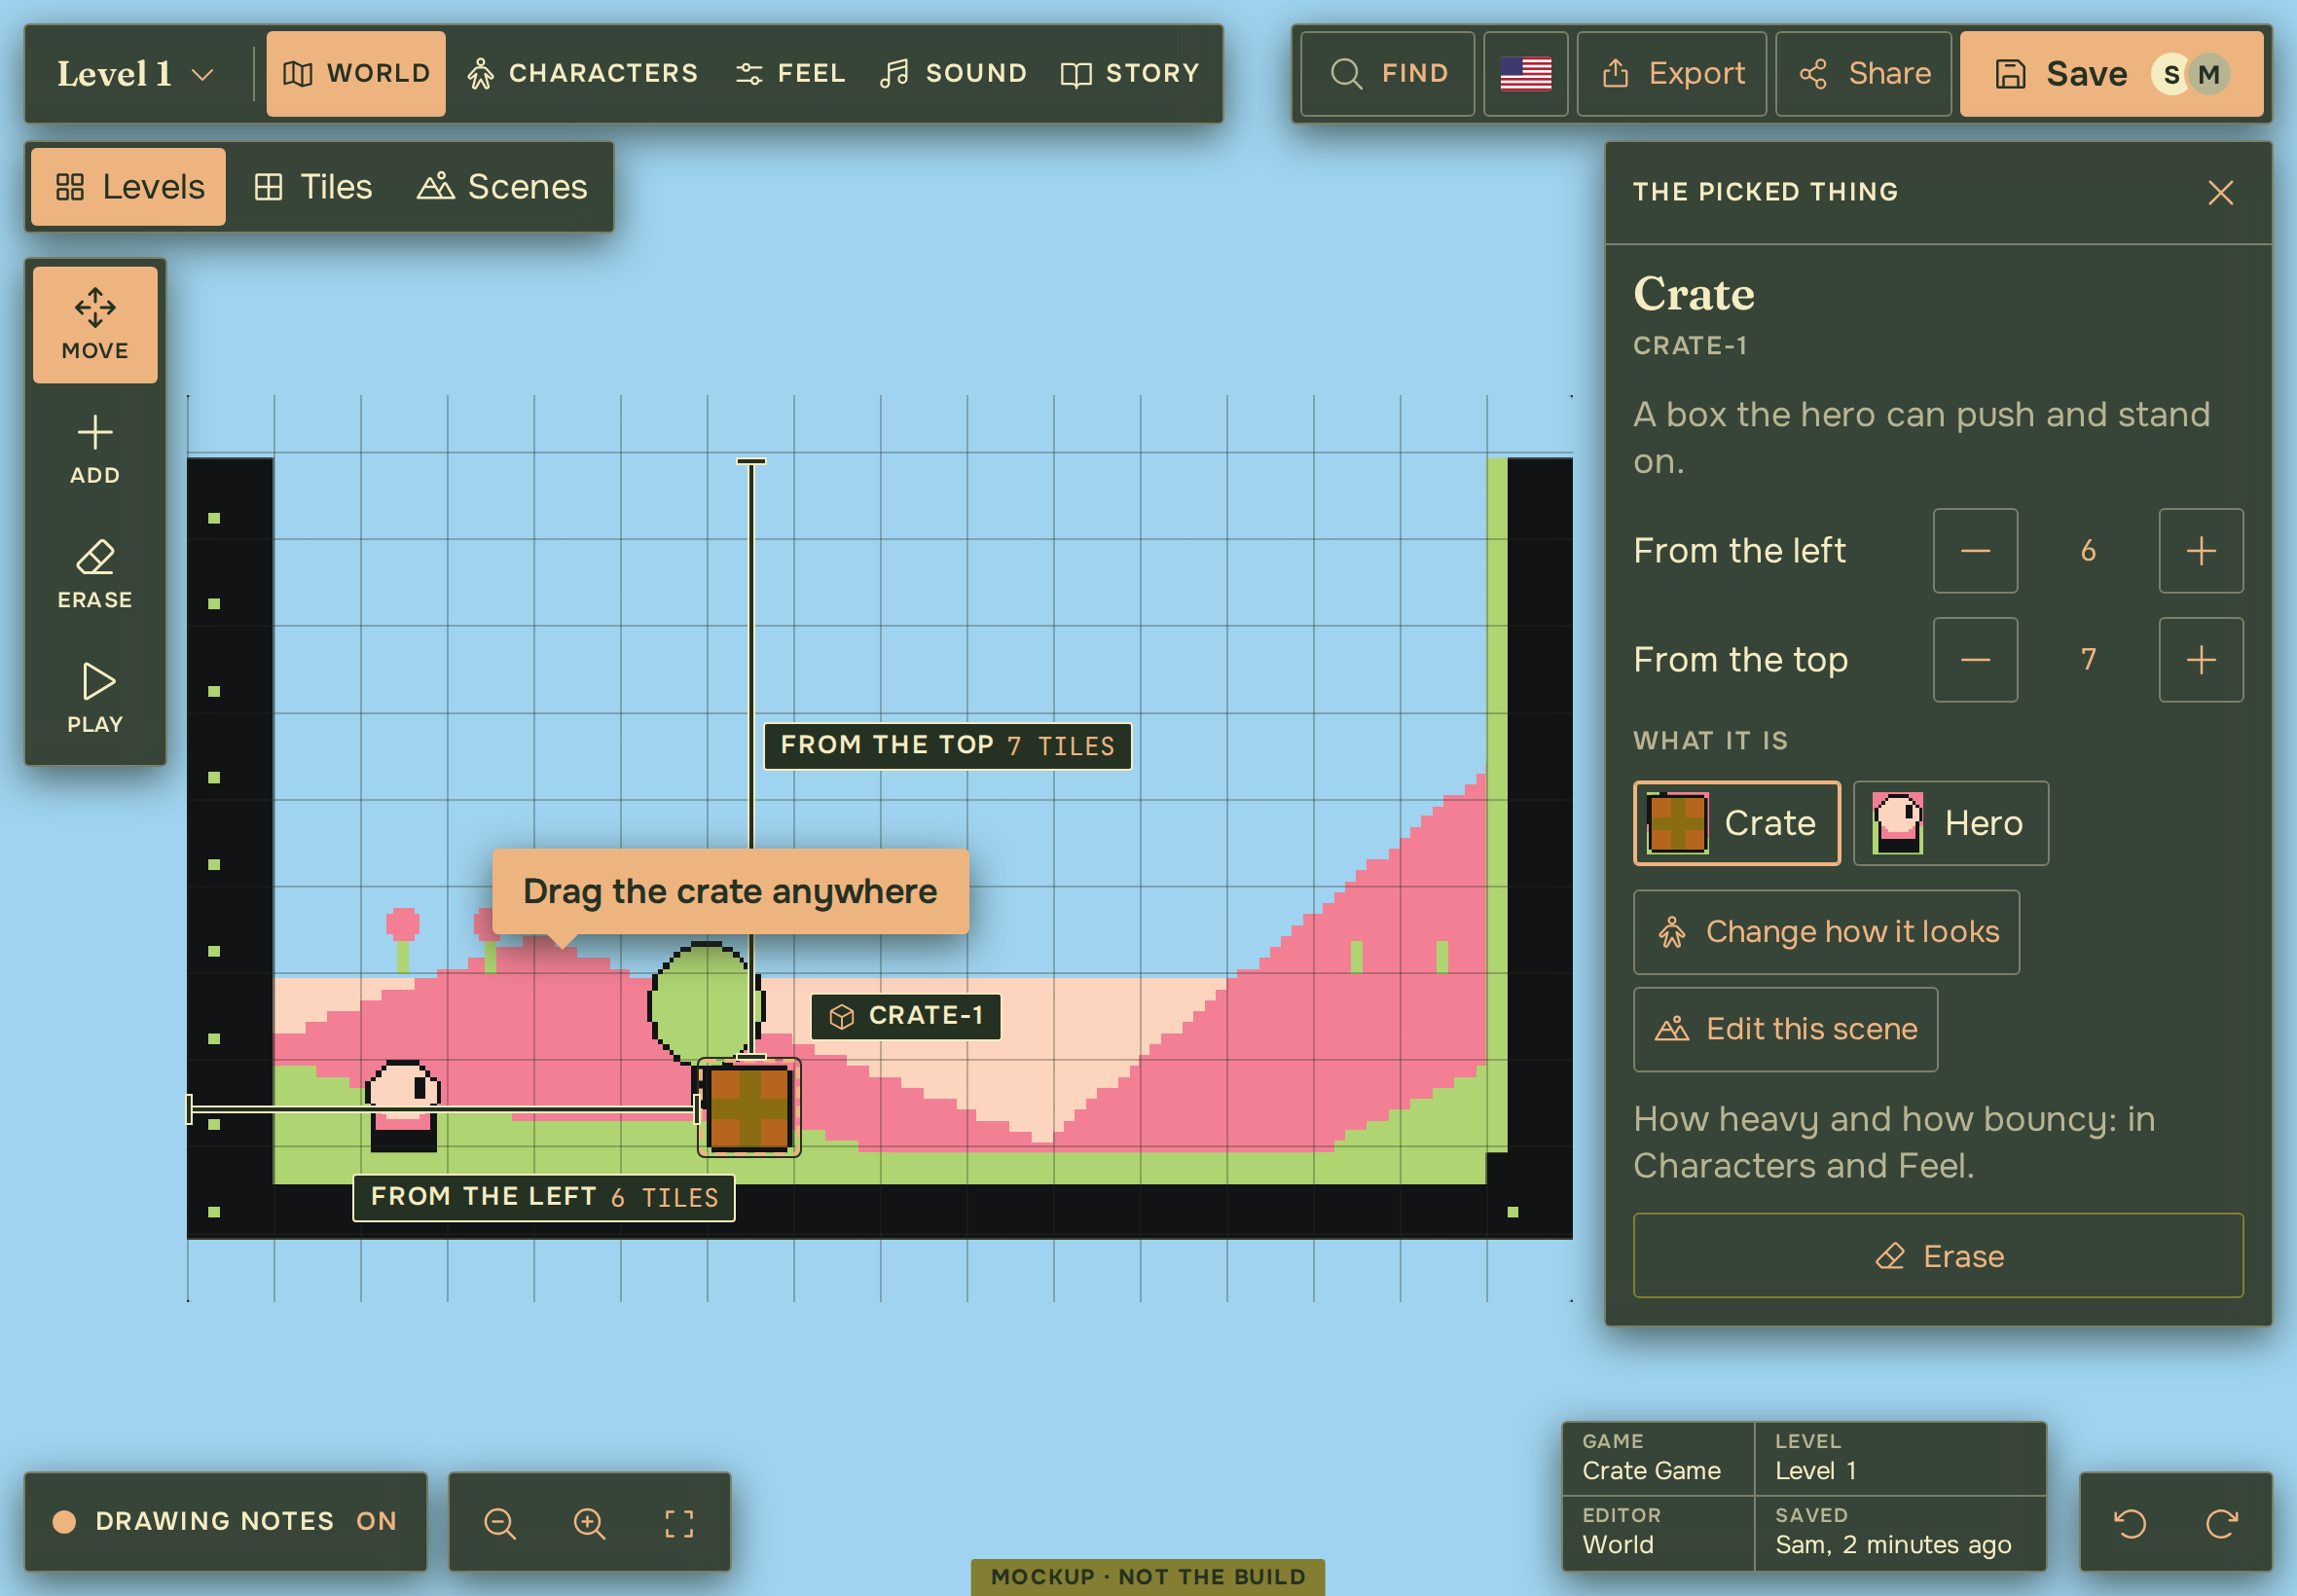 Level 1
WORLD
CHARACTERS
FEEL
SOUND
STORY
FIND
Export
Share
Save
S
M
Levels
Tiles
Scenes
MOVE
ADD
ERASE
PLAY
FROM THE TOP 7 TILES
Drag the crate anywhere
CRATE-1
FROM THE LEFT 6 TILES
THE PICKED THING
Crate
CRATE-1
A box the hero can push and stand
on.
From the left
6
From the top
7
WHAT IT IS
Crate
Hero
Change how it looks
Edit this scene
How heavy and how bouncy: in
Characters and Feel.
Erase
DRAWING NOTES ON
GAME
Crate Game
LEVEL
Level 1
EDITOR
World
SAVED
Sam, 2 minutes ago
MOCKUP · NOT THE BUILD